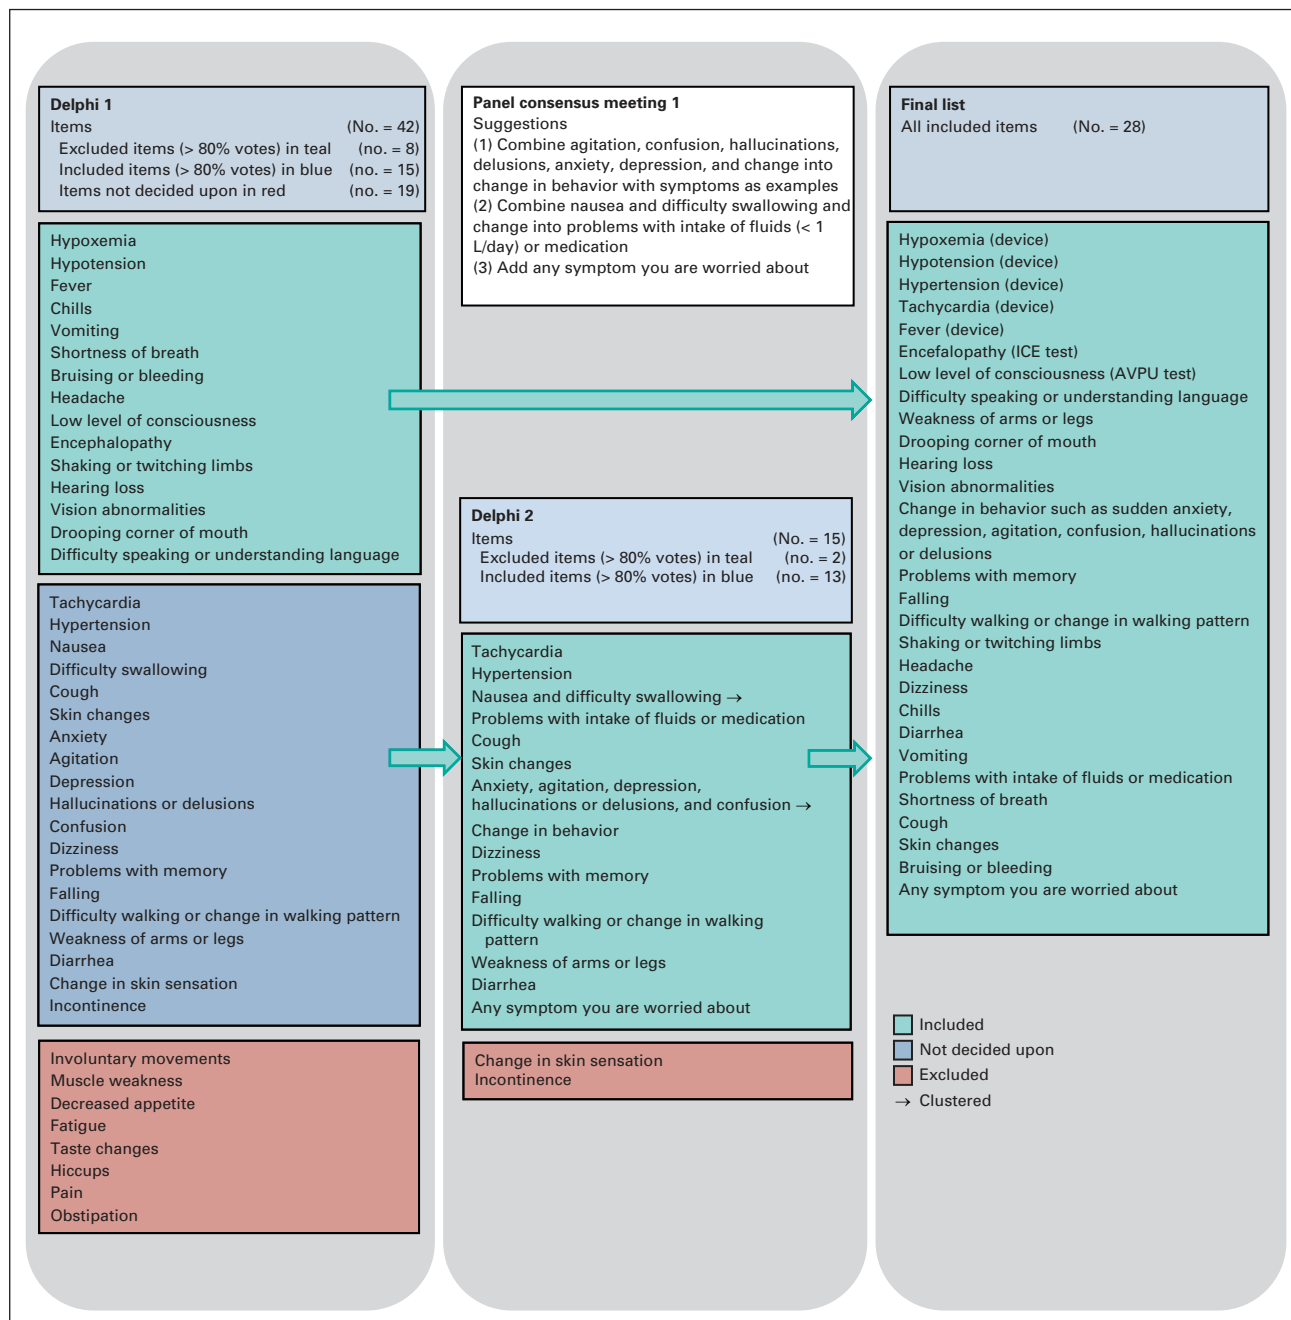 Delphi 1
Items (No. = 42)
Excluded items (> 80% votes) in teal (no. = 8)
Included items (> 80% votes) in blue (no. = 15)
Items not decided upon in red (no. = 19)
Hypoxemia
Hypotension
Fever
Chills
Vomiting
Shortness of breath
Bruising or bleeding
Headache
Low level of consciousness
Encephalopathy
Shaking or twitching limbs
Hearing loss
Vision abnormalities
Drooping corner of mouth
Difficulty speaking or understanding language
Tachycardia
Hypertension
Nausea
Difficulty swallowing
Cough
Skin changes
Anxiety
Agitation
Depression
Hallucinations or delusions
Confusion
Dizziness
Problems with memory
Falling
Difficulty walking or change in walking pattern
Weakness of arms or legs
Diarrhea
Change in skin sensation
Incontinence
Involuntary movements
Muscle weakness
Decreased appetite
Fatigue
Taste changes
Hiccups
Pain
Obstipation
Panel consensus meeting 1
Suggestions
(1) Combine agitation, confusion, hallucinations,
delusions, anxiety, depression, and change into
change in behavior with symptoms as examples
(2) Combine nausea and difficulty swallowing and
change into problems with intake of fluids (< 1
L/day) or medication
(3) Add any symptom you are worried about
Delphi 2
Items (No. = 15)
Excluded items (> 80% votes) in teal (no. = 2)
Included items (> 80% votes) in blue (no. = 13)
Tachycardia
Hypertension
Nausea and difficulty swallowing →
Problems with intake of fluids or medication
Cough
Skin changes
Anxiety, agitation, depression,
hallucinations or delusions, and confusion →
Change in behavior
Dizziness
Problems with memory
Falling
Difficulty walking or change in walking
pattern
Weakness of arms or legs
Diarrhea
Any symptom you are worried about
Change in skin sensation
Incontinence
Final list
All included items (No. = 28)
Hypoxemia (device)
Hypotension (device)
Hypertension (device)
Tachycardia (device)
Fever (device)
Encefalopathy (ICE test)
Low level of consciousness (AVPU test)
Difficulty speaking or understanding language
Weakness of arms or legs
Drooping corner of mouth
Hearing loss
Vision abnormalities
Change in behavior such as sudden anxiety,
depression, agitation, confusion, hallucinations
or delusions
Problems with memory
Falling
Difficulty walking or change in walking pattern
Shaking or twitching limbs
Headache
Dizziness
Chills
Diarrhea
Vomiting
Problems with intake of fluids or medication
Shortness of breath
Cough
Skin changes
Bruising or bleeding
Any symptom you are worried about
Included
Not decided upon
Excluded
→ Clustered